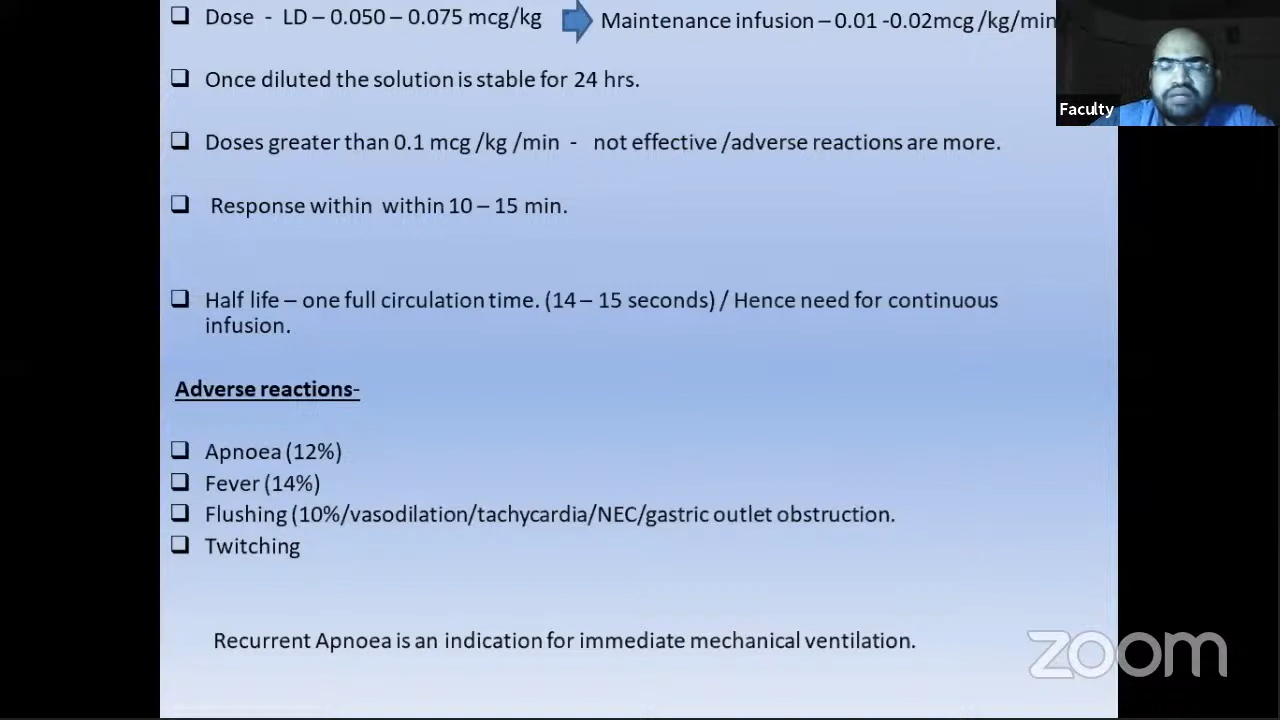 Dose - LD – 0.050 – 0.075 mcg/kg Maintenance infusion – 0.01 -0.02mcg /kg/min
Faculty
Once diluted the solution is stable for 24 hrs.
Doses greater than 0.1 mcg /kg /min - not effective /adverse reactions are more.
Response within within 10 – 15 min.
Half life – one full circulation time. (14 – 15 seconds) / Hence need for continuous
infusion.
Adverse reactions-
Apnoea (12%)
Fever (14%)
Flushing (10%/vasodilation/tachycardia/NEC/gastric outlet obstruction.
Twitching
Recurrent Apnoea is an indication for immediate mechanical ventilation.
zoom